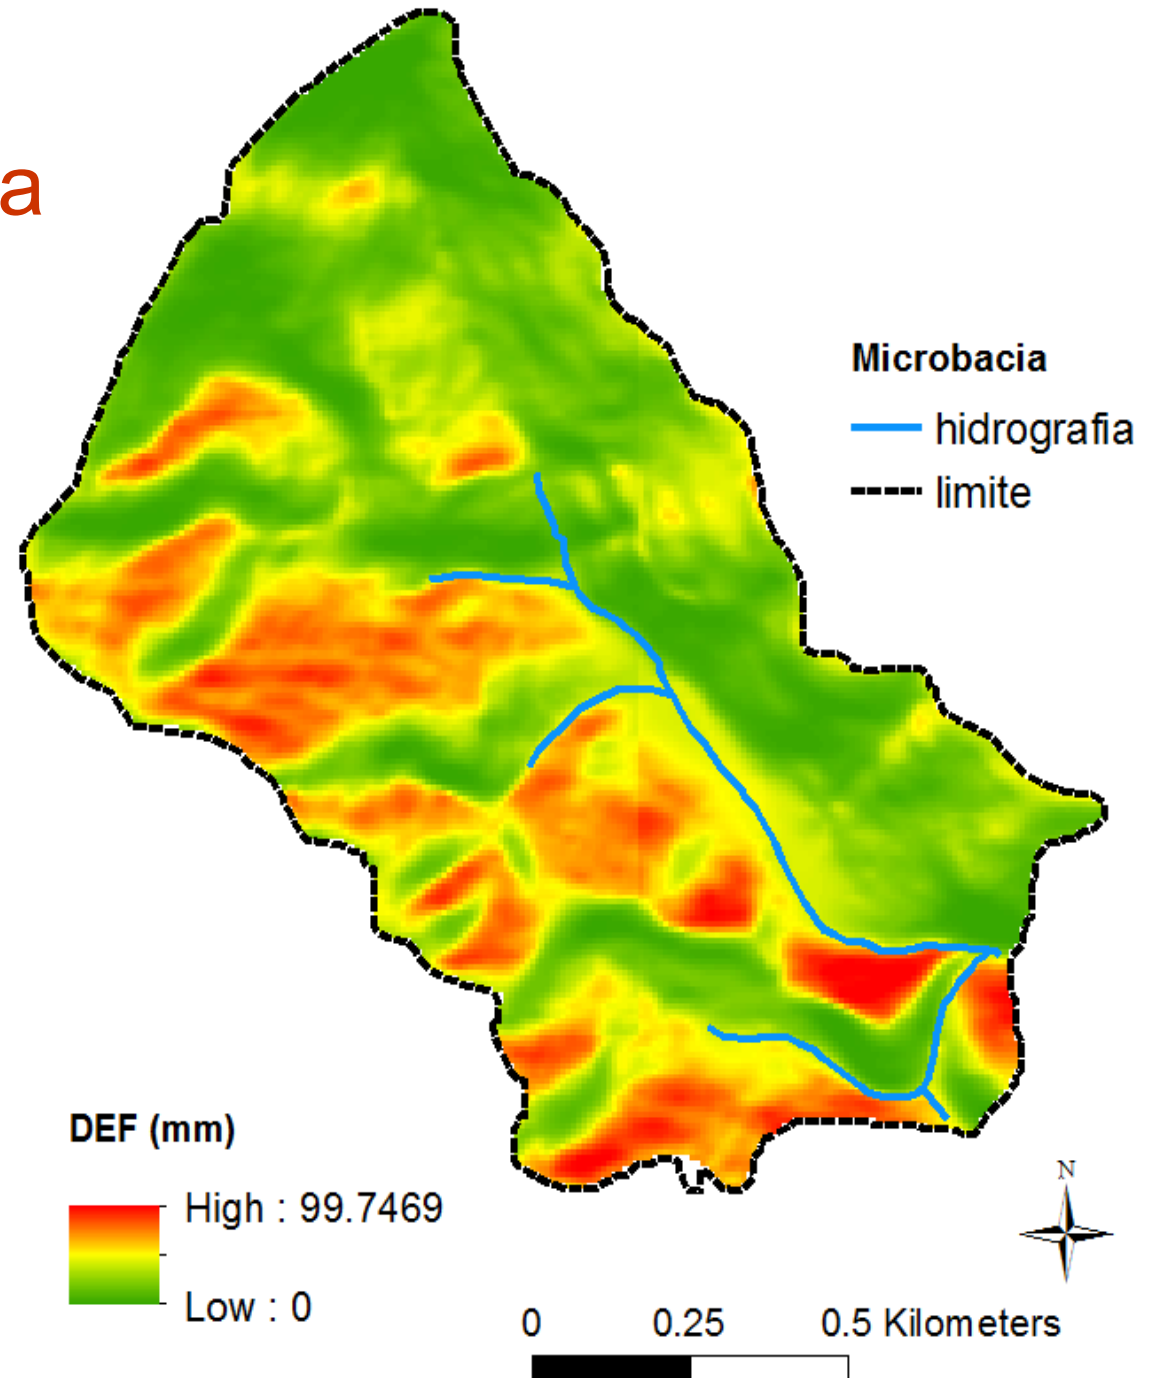 a
Microbacia
hidrografia
limite
DEF (mm)
High : 99.7469
Low : 0
N
0 0.25 0.5 Kilometers